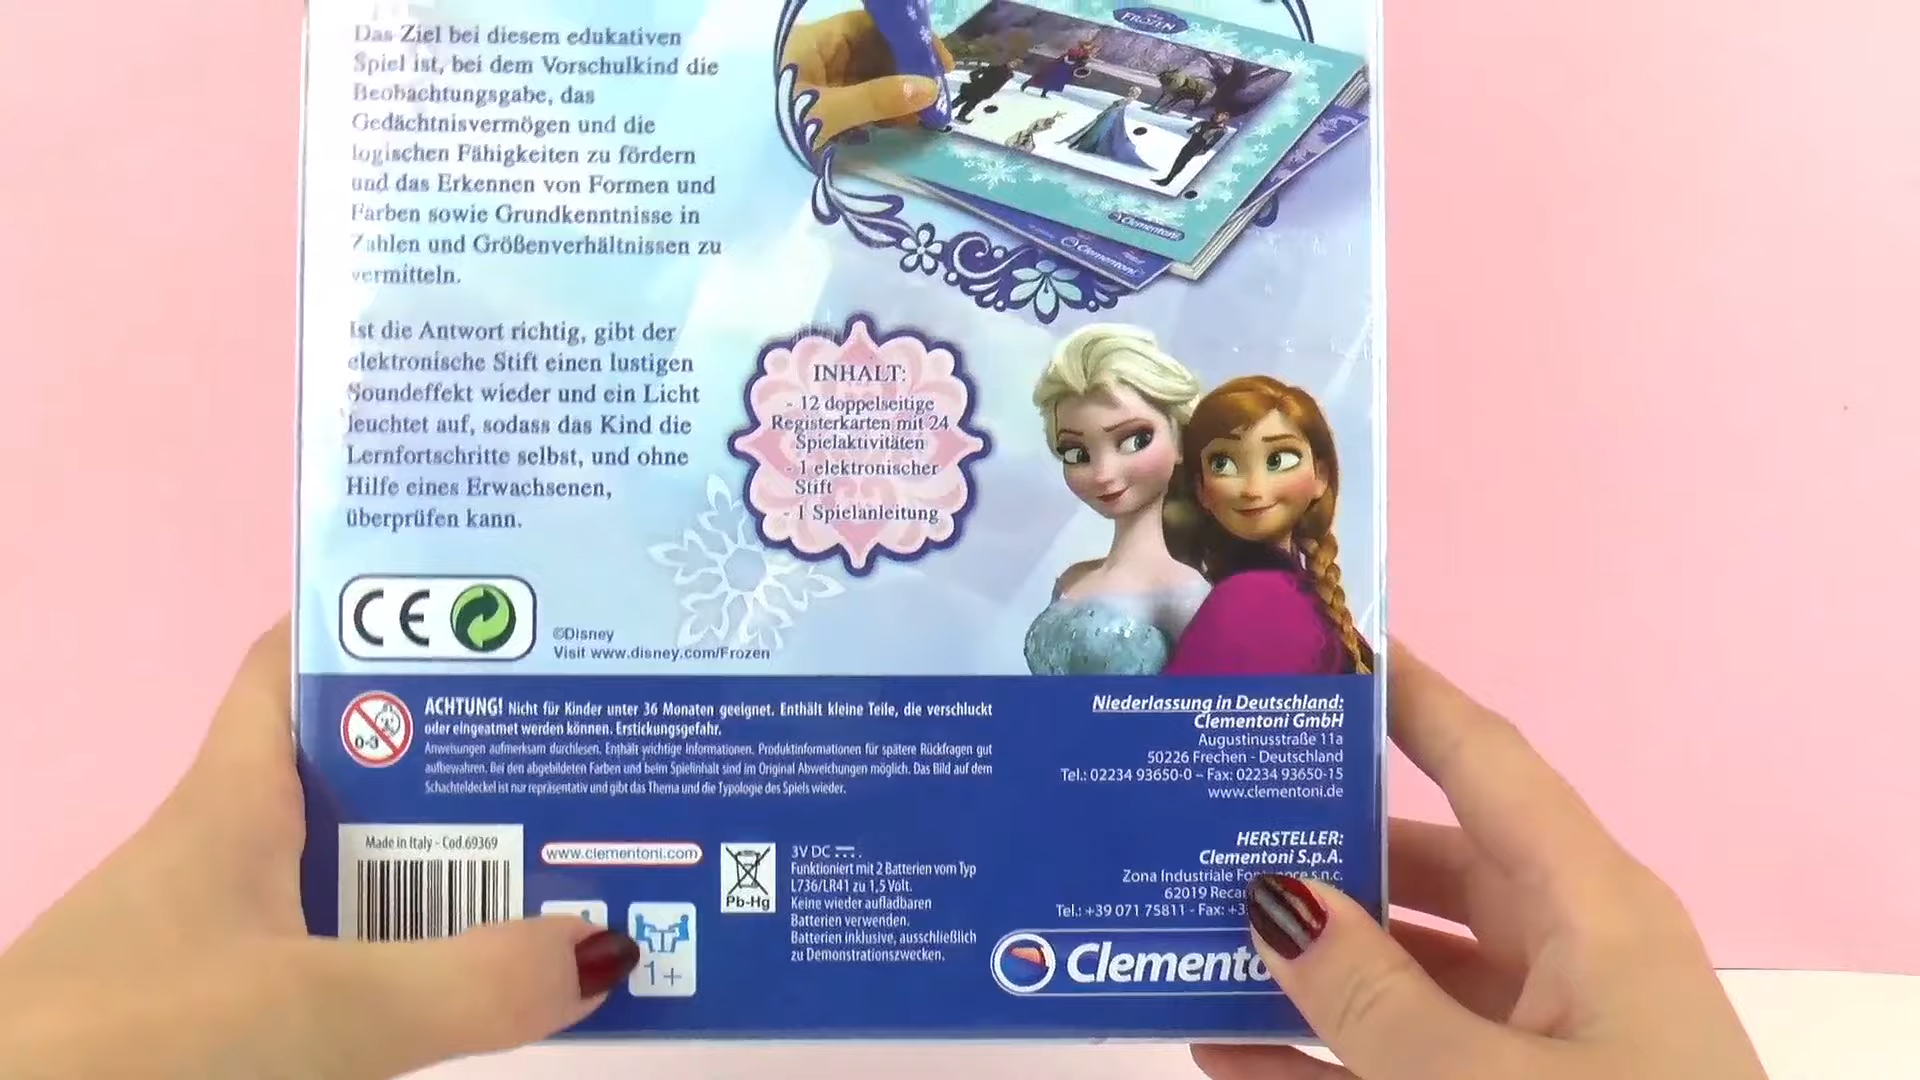 Das Ziel bei diesem edukativen
Spiel ist, bei dem Vorschulkind die
Beobachtungsgabe, das
Gedächtnisvermögen und die
logischen Fähigkeiten zu fördern
und das Erkennen von Formen und
Farben sowie Grundkenntnisse in
Zahlen und Größenverhältnissen zu
vermitteln.
Ist die Antwort richtig, gibt der
elektronische Stift einen lustigen
Soundeffekt wieder und ein Licht
leuchtet auf, sodass das Kind die
Lernfortschritte selbst, und ohne
Hilfe eines Erwachsenen,
überprüfen kann.
FROZEN
Clementoni
Clementoni
INHALT:
- 12 doppelseitige
Registerkarten mit 24
Spielaktivitäten
- 1 elektronischer
Stift
- 1 Spielanleitung
CE
©Disney
Visit www.disney.com/Frozen
0-3
ACHTUNG! Nicht für Kinder unter 36 Monaten geeignet. Enthält kleine Teile, die verschluckt
oder eingeatmet werden können. Erstickungsgefahr.
Anweisungen aufmerksam durchlesen. Enthält wichtige Informationen. Produktinformationen für spätere Rückfragen gut
aufbewahren. Bei den abgebildeten Farben und beim Spielinhalt sind im Original Abweichungen möglich. Das Bild auf dem
Schachteldeckel ist nur repräsentativ und gibt das Thema und die Typologie des Spiels wieder.
Niederlassung in Deutschland:
Clementoni GmbH
Augustinusstraße 11a
50226 Frechen - Deutschland
Tel.: 02234 93650-0 – Fax: 02234 93650-15
www.clementoni.de
Made in Italy - Cod.69369
www.clementoni.com
1+
Pb-Hg
3V DC
Funktioniert mit 2 Batterien vom Typ
L736/LR41 zu 1,5 Volt.
Keine wieder aufladbaren
Batterien verwenden.
Batterien inklusive, ausschließlich
zu Demonstrationszwecken.
HERSTELLER:
Clementoni S.p.A.
Zona Industriale s.n.c.
62019
Tel.: +39 071 75811 - Fax:
Clemento